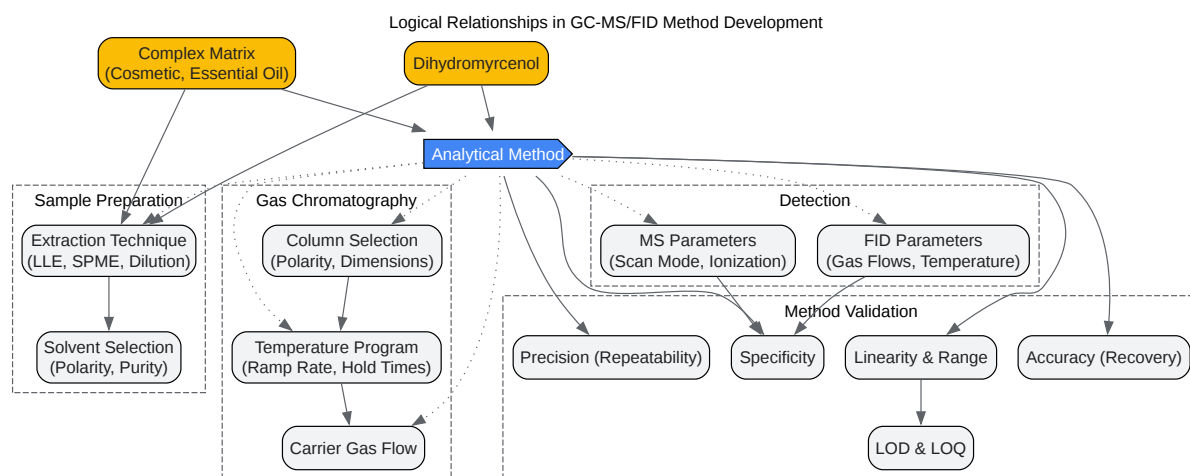 Logical Relationships in GC-MS/FID Method Development
Complex Matrix
(Cosmetic, Essential Oil)
Dihydromyrcenol
Analytical Method
Sample Preparation
Extraction Technique
(LLE, SPME, Dilution)
Solvent Selection
(Polarity, Purity)
Gas Chromatography
Column Selection
(Polarity, Dimensions)
Temperature Program
(Ramp Rate, Hold Times)
Carrier Gas Flow
Detection
MS Parameters
(Scan Mode, Ionization)
FID Parameters
(Gas Flows, Temperature)
Method Validation
Precision (Repeatability)
Specificity
Linearity & Range
Accuracy (Recovery)
LOD & LOQ